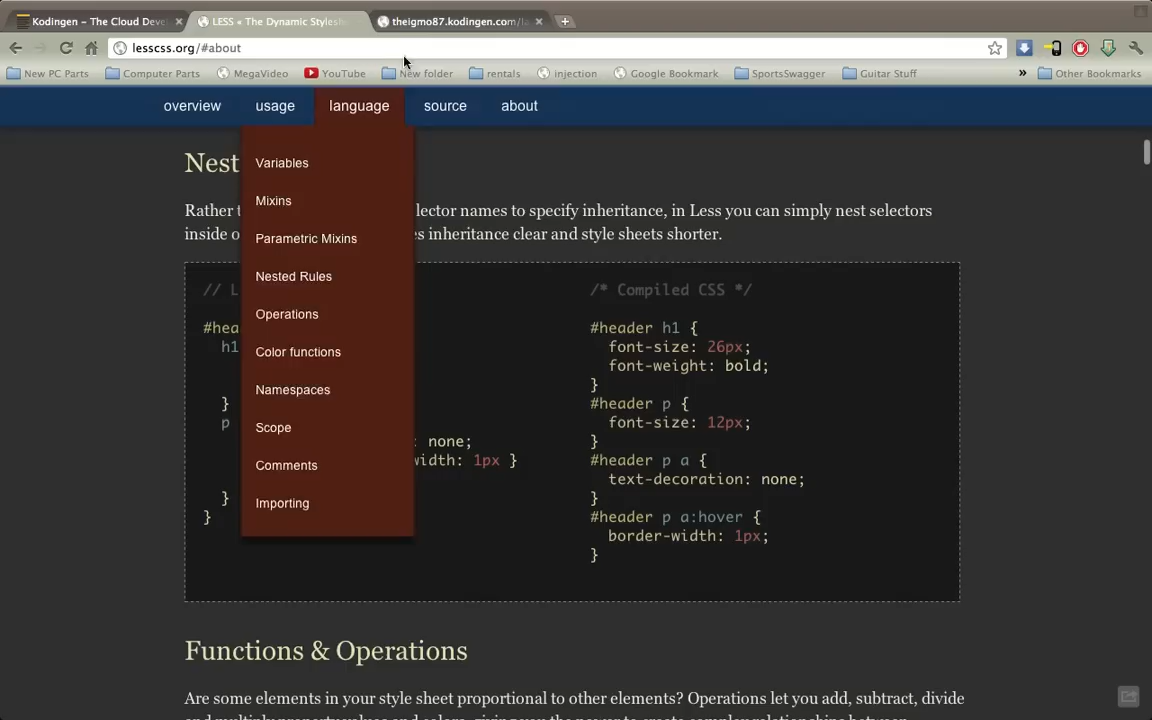 Kodingen – The Cloud Deve
LESS « The Dynamic Stylesh
theigmo87.kodingen.com/
lesscss.org/#about
New PC Parts
Computer Parts
MegaVideo
YouTube
New folder
rentals
injection
Google Bookmark
SportsSwagger
Guitar Stuff
»
Other Bookmarks
overview
usage
language
source
about
Variables
Mixins
Parametric Mixins
Nested Rules
Operations
Color functions
Namespaces
Scope
Comments
Importing
Nest
Rather t lector names to specify inheritance, in Less you can simply nest selectors
inside o es inheritance clear and style sheets shorter.
// L
#hea
h1
}
p
: none;
width: 1px }
}
}
/* Compiled CSS */
#header h1 {
font-size: 26px;
font-weight: bold;
}
#header p {
font-size: 12px;
}
#header p a {
text-decoration: none;
}
#header p a:hover {
border-width: 1px;
}
Functions & Operations
Are some elements in your style sheet proportional to other elements? Operations let you add, subtract, divide